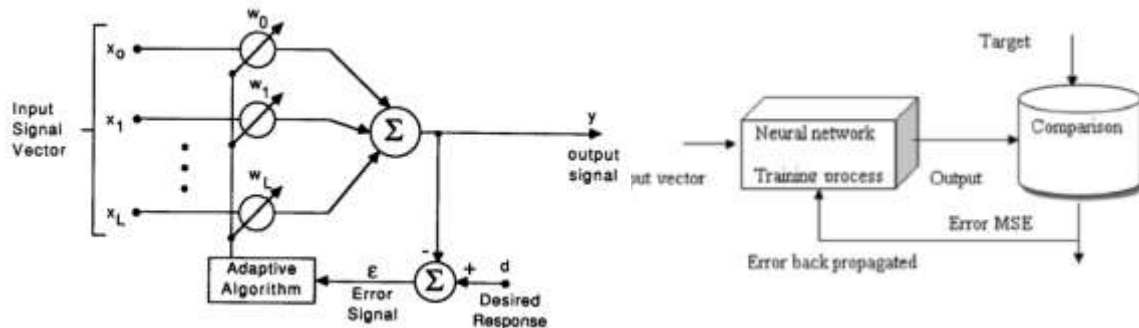 w0
x0
w1
Input
Signal
Vector
x1
Σ
y
output
signal
wL
xL
Adaptive
Algorithm
ε
Error
Signal
-
Σ
+
d
Desired
Response
Target
Neural network
Training process
Comparison
put vector
Output
Error MSE
Error back propagated